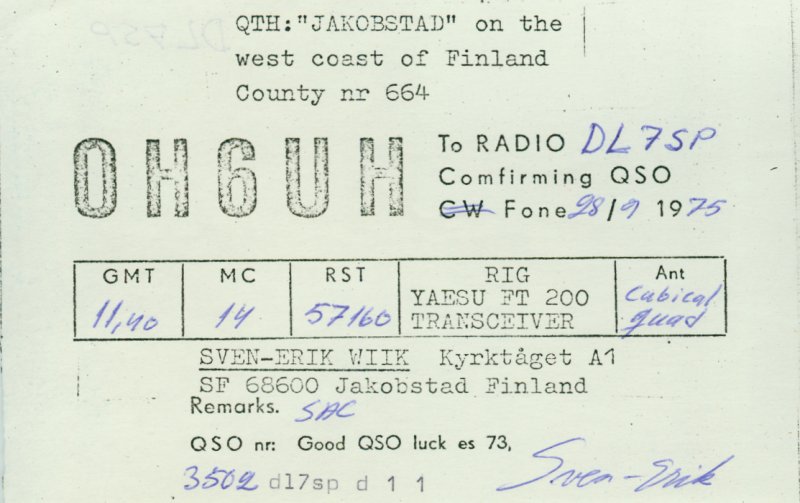 QTH:"JAKOBSTAD" on the
west coast of Finland
County nr 664
OH6UH
To RADIO DL7SP
Comfirming QSO
CW Fone 28/9 1975
GMT MC RST RIG Ant
11,40 14 57160 YAESU FT 200 TRANSCEIVER Cubical quad
SVEN-ERIK WIIK Kyrktåget A1
SF 68600 Jakobstad Finland
Remarks. SAC
QSO nr: Good QSO luck es 73,
3502 dl7sp d 1 1 Sven-Erik